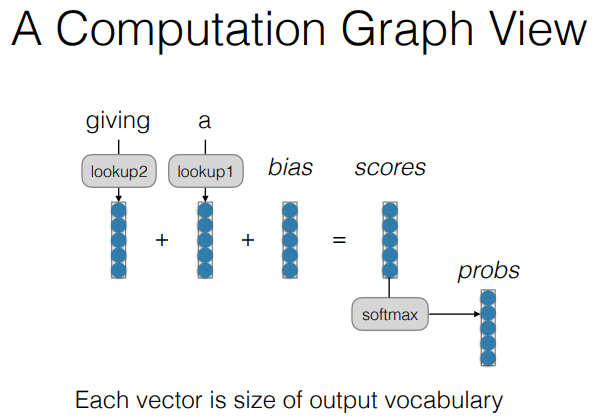 A Computation Graph View
giving a
lookup2 lookup1 bias scores
+ + =
probs
softmax
Each vector is size of output vocabulary